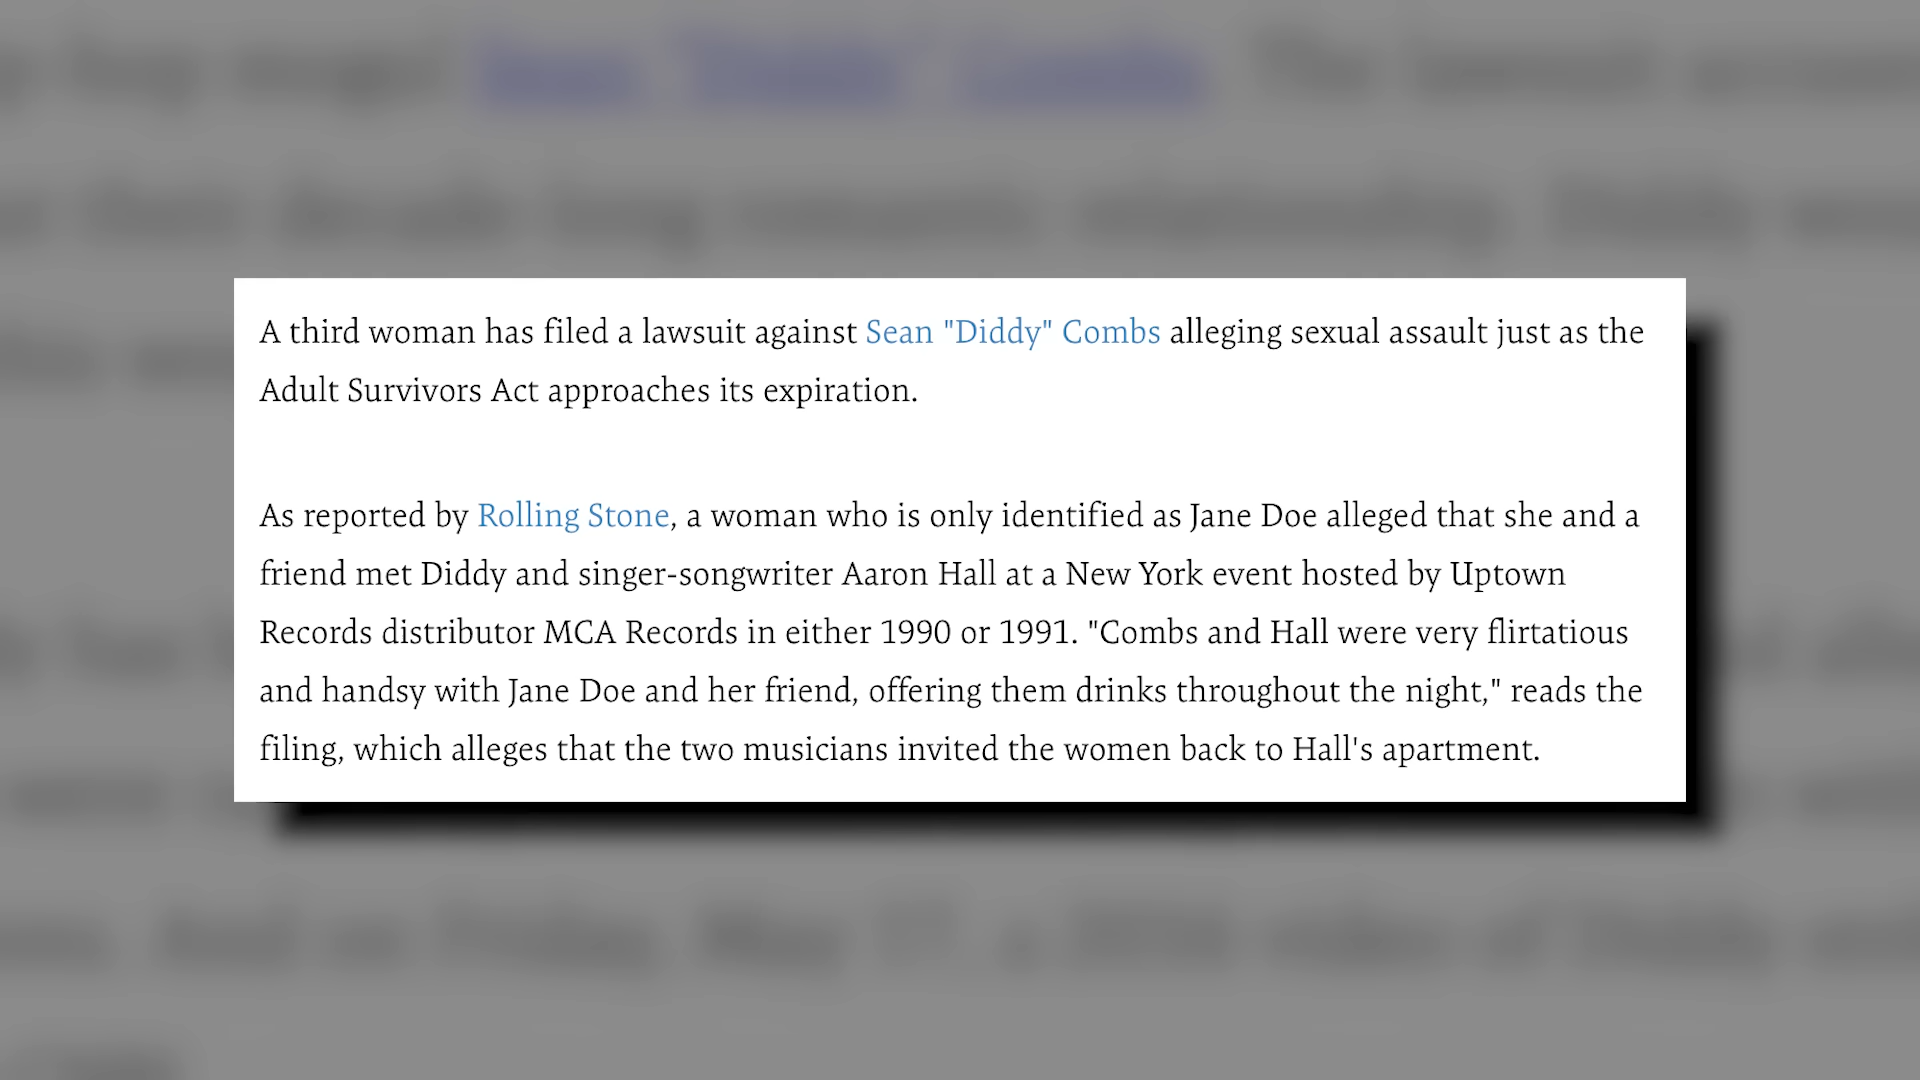 A third woman has filed a lawsuit against Sean "Diddy" Combs alleging sexual assault just as the
Adult Survivors Act approaches its expiration.
As reported by Rolling Stone, a woman who is only identified as Jane Doe alleged that she and a
friend met Diddy and singer-songwriter Aaron Hall at a New York event hosted by Uptown
Records distributor MCA Records in either 1990 or 1991. "Combs and Hall were very flirtatious
and handsy with Jane Doe and her friend, offering them drinks throughout the night," reads the
filing, which alleges that the two musicians invited the women back to Hall's apartment.